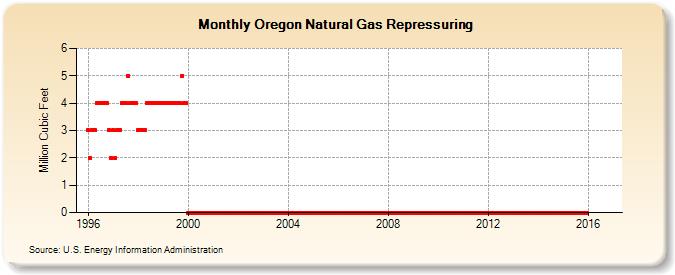 Monthly Oregon Natural Gas Repressuring
Million Cubic Feet
6
5
4
3
2
1
0
1996 2000 2004 2008 2012 2016
Source: U.S. Energy Information Administration